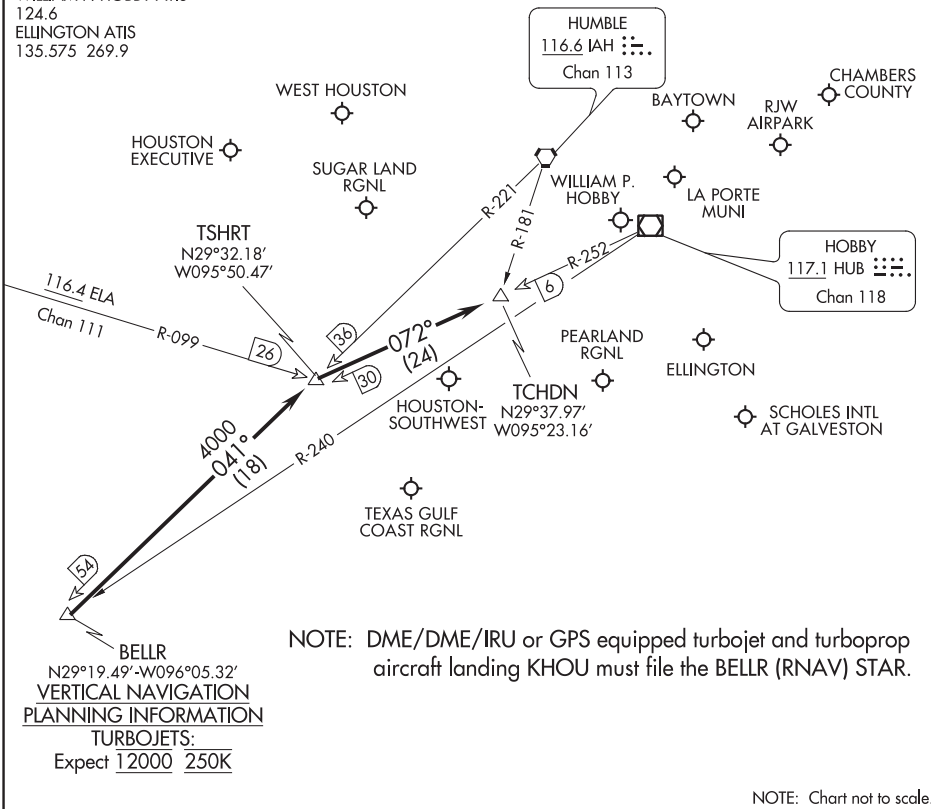 124.6
ELLINGTON ATIS
135.575 269.9
HUMBLE
116.6 IAH
Chan 113
CHAMBERS
COUNTY
WEST HOUSTON
BAYTOWN
RJW
AIRPARK
HOUSTON
EXECUTIVE
SUGAR LAND
RGNL
WILLIAM P.
HOBBY
LA PORTE
MUNI
R-221
R-181
TSHRT
N29°32.18'
W095°50.47'
R-252
HOBBY
117.1 HUB
Chan 118
116.4 ELA
Chan 111
R-099
26
36
072°
(24)
30
6
PEARLAND
RGNL
ELLINGTON
HOUSTON-
SOUTHWEST
TCHDN
N29°37.97'
W095°23.16'
SCHOLES INTL
AT GALVESTON
4000
041°
(18)
R-240
TEXAS GULF
COAST RGNL
54
BELLR
N29°19.49'-W096°05.32'
VERTICAL NAVIGATION
PLANNING INFORMATION
TURBOJETS:
Expect 12000 250K
NOTE: DME/DME/IRU or GPS equipped turbojet and turboprop
aircraft landing KHOU must file the BELLR (RNAV) STAR.
NOTE: Chart not to scale